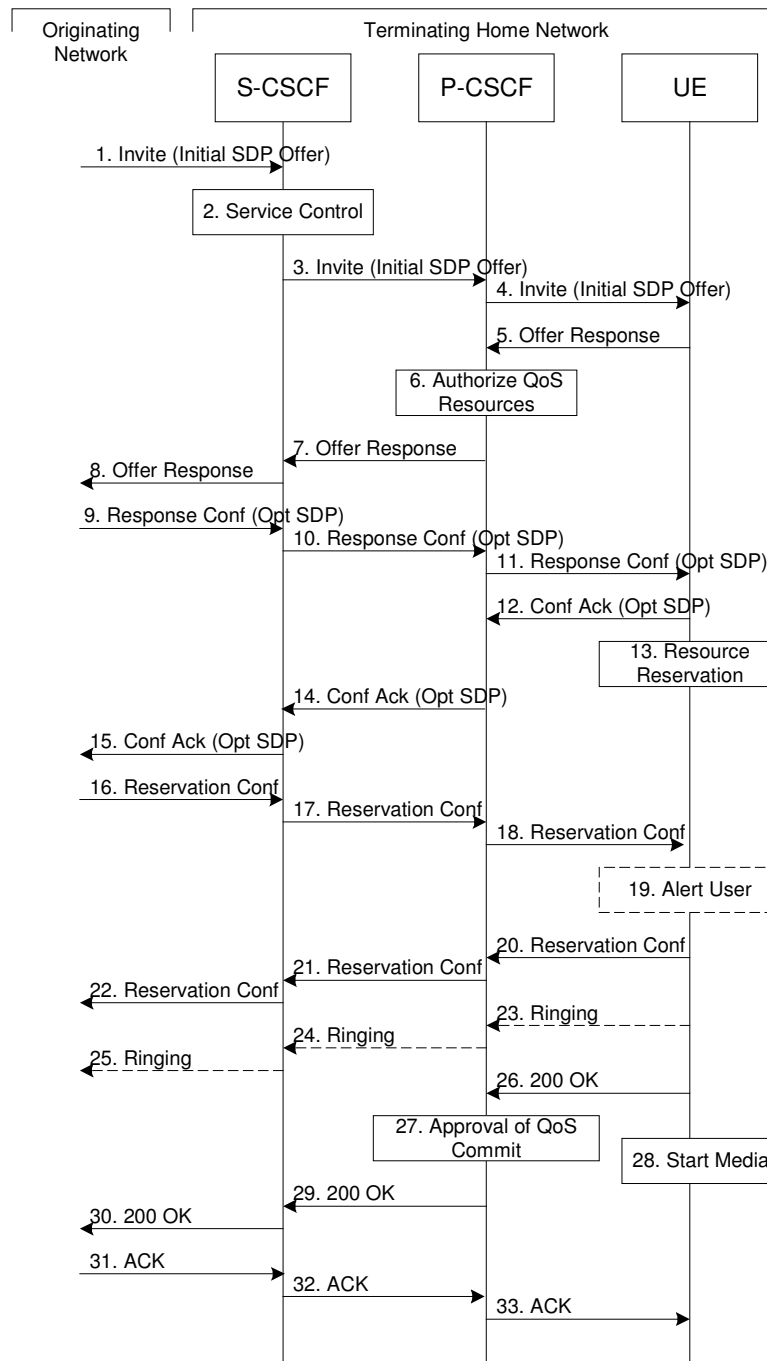 Originating
Network
Terminating Home Network
S-CSCF
P-CSCF
UE
1. Invite (Initial SDP Offer)
2. Service Control
3. Invite (Initial SDP Offer)
4. Invite (Initial SDP Offer)
5. Offer Response
6. Authorize QoS
Resources
7. Offer Response
8. Offer Response
9. Response Conf (Opt SDP)
10. Response Conf (Opt SDP)
11. Response Conf (Opt SDP)
12. Conf Ack (Opt SDP)
13. Resource
Reservation
14. Conf Ack (Opt SDP)
15. Conf Ack (Opt SDP)
16. Reservation Conf
17. Reservation Conf
18. Reservation Conf
19. Alert User
20. Reservation Conf
21. Reservation Conf
22. Reservation Conf
23. Ringing
24. Ringing
25. Ringing
26. 200 OK
27. Approval of QoS
Commit
28. Start Media
29. 200 OK
30. 200 OK
31. ACK
32. ACK
33. ACK